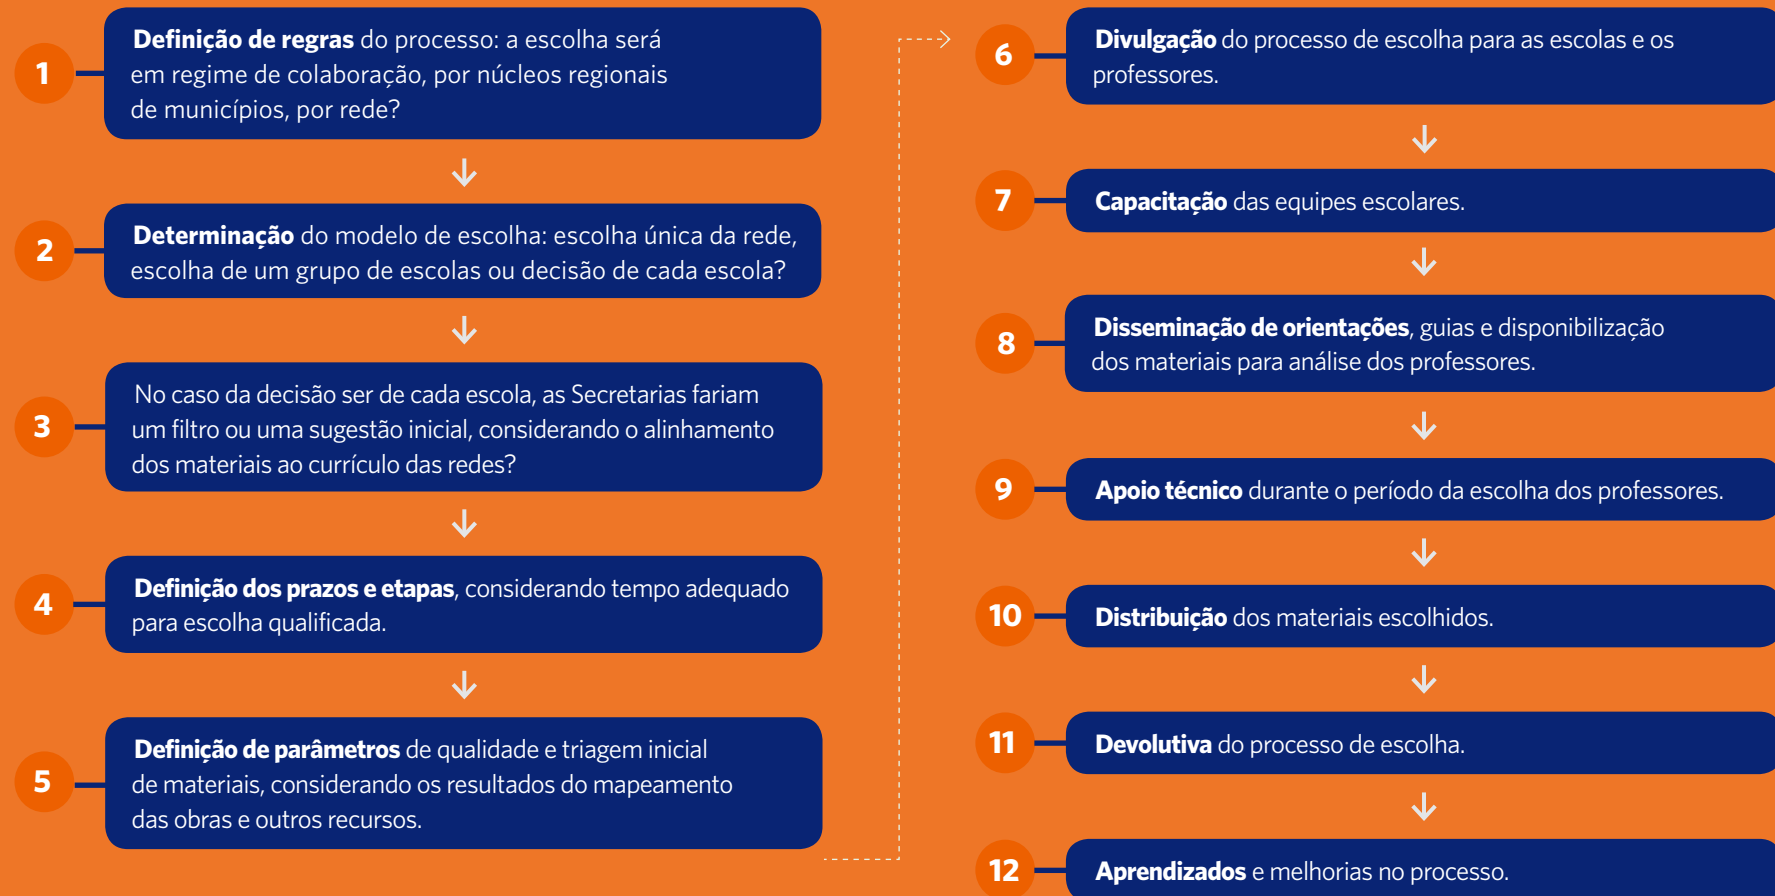 1
Definição de regras do processo: a escolha será
em regime de colaboração, por núcleos regionais
de municípios, por rede?
2
Determinação do modelo de escolha: escolha única da rede,
escolha de um grupo de escolas ou decisão de cada escola?
3
No caso da decisão ser de cada escola, as Secretarias fariam
um filtro ou uma sugestão inicial, considerando o alinhamento
dos materiais ao currículo das redes?
4
Definição dos prazos e etapas, considerando tempo adequado
para escolha qualificada.
5
Definição de parâmetros de qualidade e triagem inicial
de materiais, considerando os resultados do mapeamento
das obras e outros recursos.
6
Divulgação do processo de escolha para as escolas e os
professores.
7
Capacitação das equipes escolares.
8
Disseminação de orientações, guias e disponibilização
dos materiais para análise dos professores.
9
Apoio técnico durante o período da escolha dos professores.
10
Distribuição dos materiais escolhidos.
11
Devolutiva do processo de escolha.
12
Aprendizados e melhorias no processo.